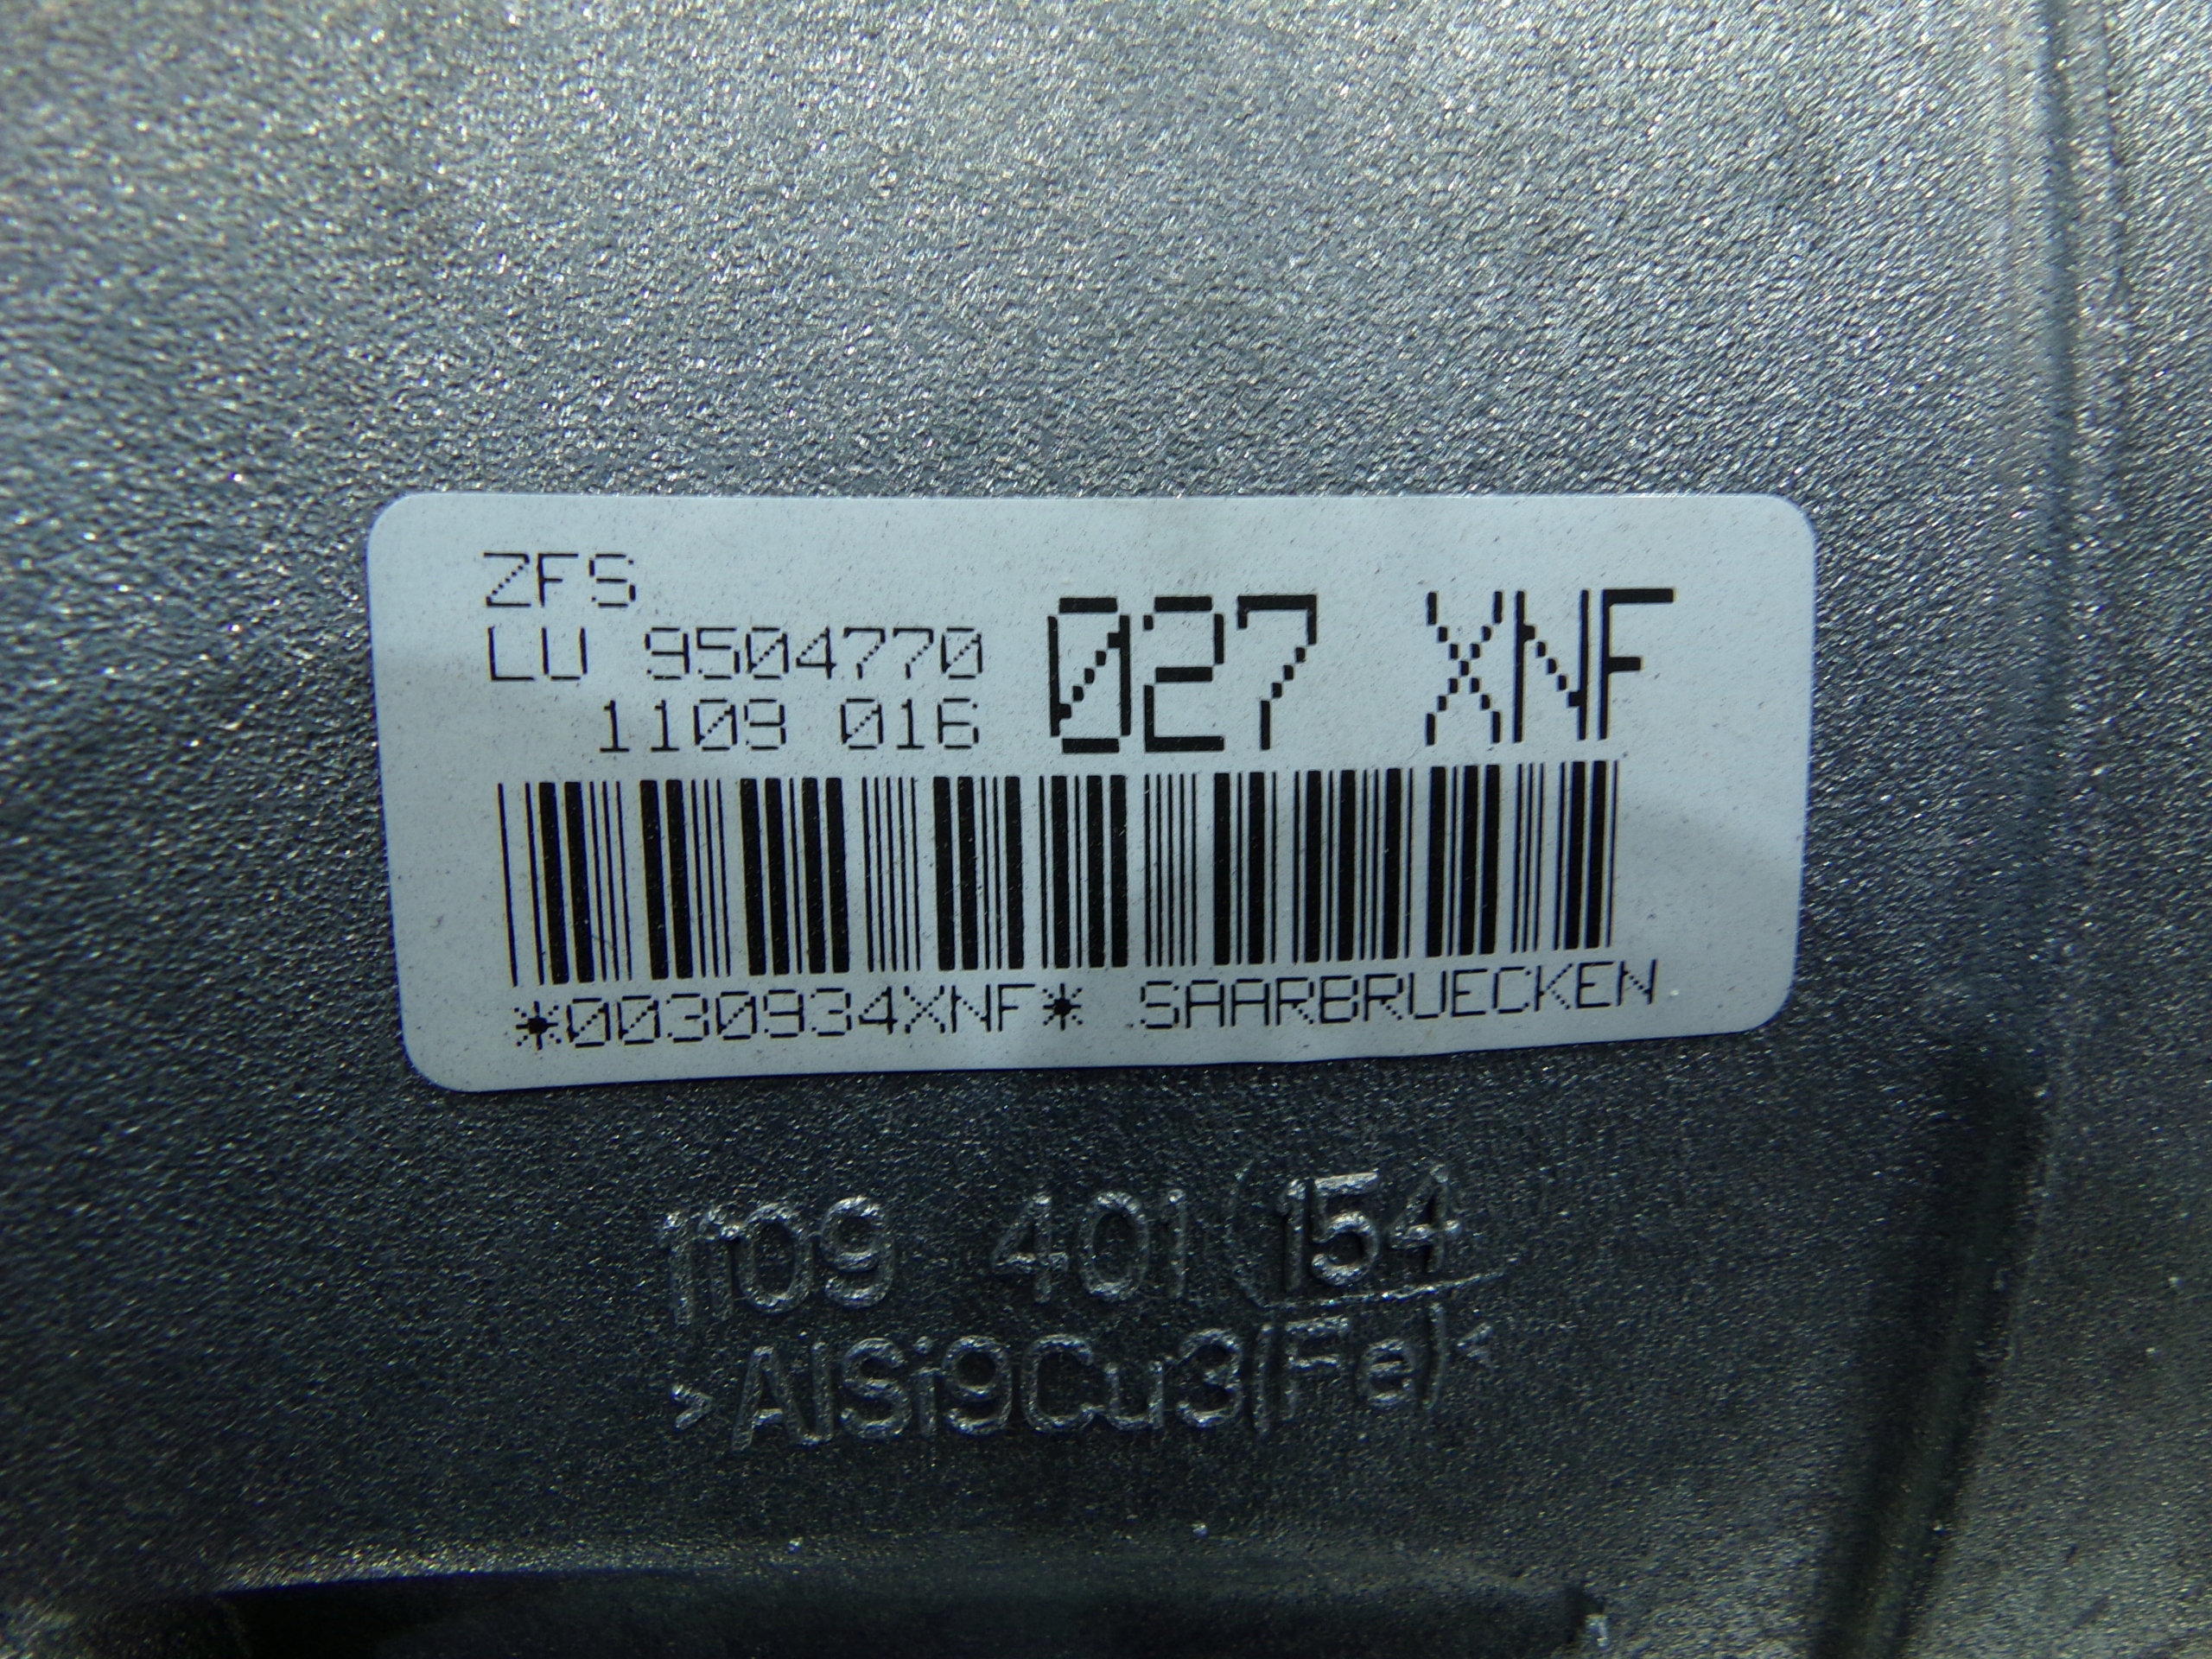 ZFS
LU 9504770
1109 016 027 XNF
*0030934XNF* SAARBRUECKEN
1109 401 154
>AlSi9Cu3(Fe)<